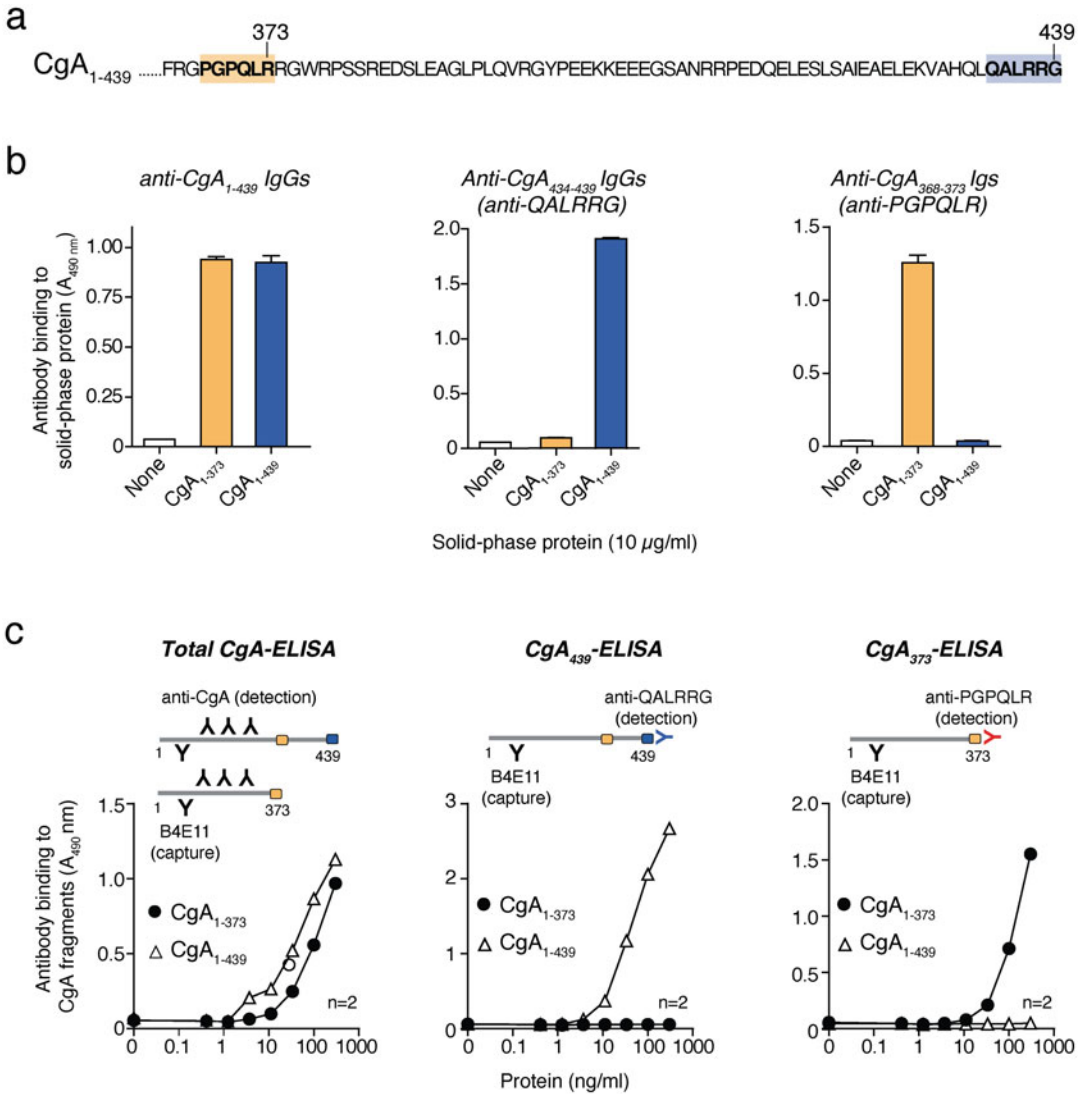 a
373
439
CgA1-439 ......FRGPGPQLRRGWRPSSREDSLEAGLPLQVRGYPEEKKEEEGSANRRPEDQELESLSAIEAELEKVAHQLQALRRG
b
anti-CgA1-439 IgGs
Antibody binding to
solid-phase protein (A490 nm)
1.00
0.75
0.50
0.25
0
None
CgA1-373
CgA1-439
Anti-CgA434-439 IgGs
(anti-QALRRG)
2.0
1.5
1.0
0.5
0
None
CgA1-373
CgA1-439
Anti-CgA368-373 Igs
(anti-PGPQLR)
1.5
1.0
0.5
0
None
CgA1-373
CgA1-439
Solid-phase protein (10 µg/ml)
c
Total CgA-ELISA
anti-CgA (detection)
1
439
1
373
B4E11
(capture)
Antibody binding to
CgA fragments (A490 nm)
1.5
1.0
0.5
0
CgA1-373
CgA1-439
n=2
0 0.1 1 10 100 1000
CgA439-ELISA
anti-QALRRG
(detection)
1
439
B4E11
(capture)
3
2
1
0
CgA1-373
CgA1-439
n=2
0 0.1 1 10 100 1000
CgA373-ELISA
anti-PGPQLR
(detection)
1
373
B4E11
(capture)
2.0
1.5
1.0
0.5
0
CgA1-373
CgA1-439
n=2
0 0.1 1 10 100 1000
Protein (ng/ml)